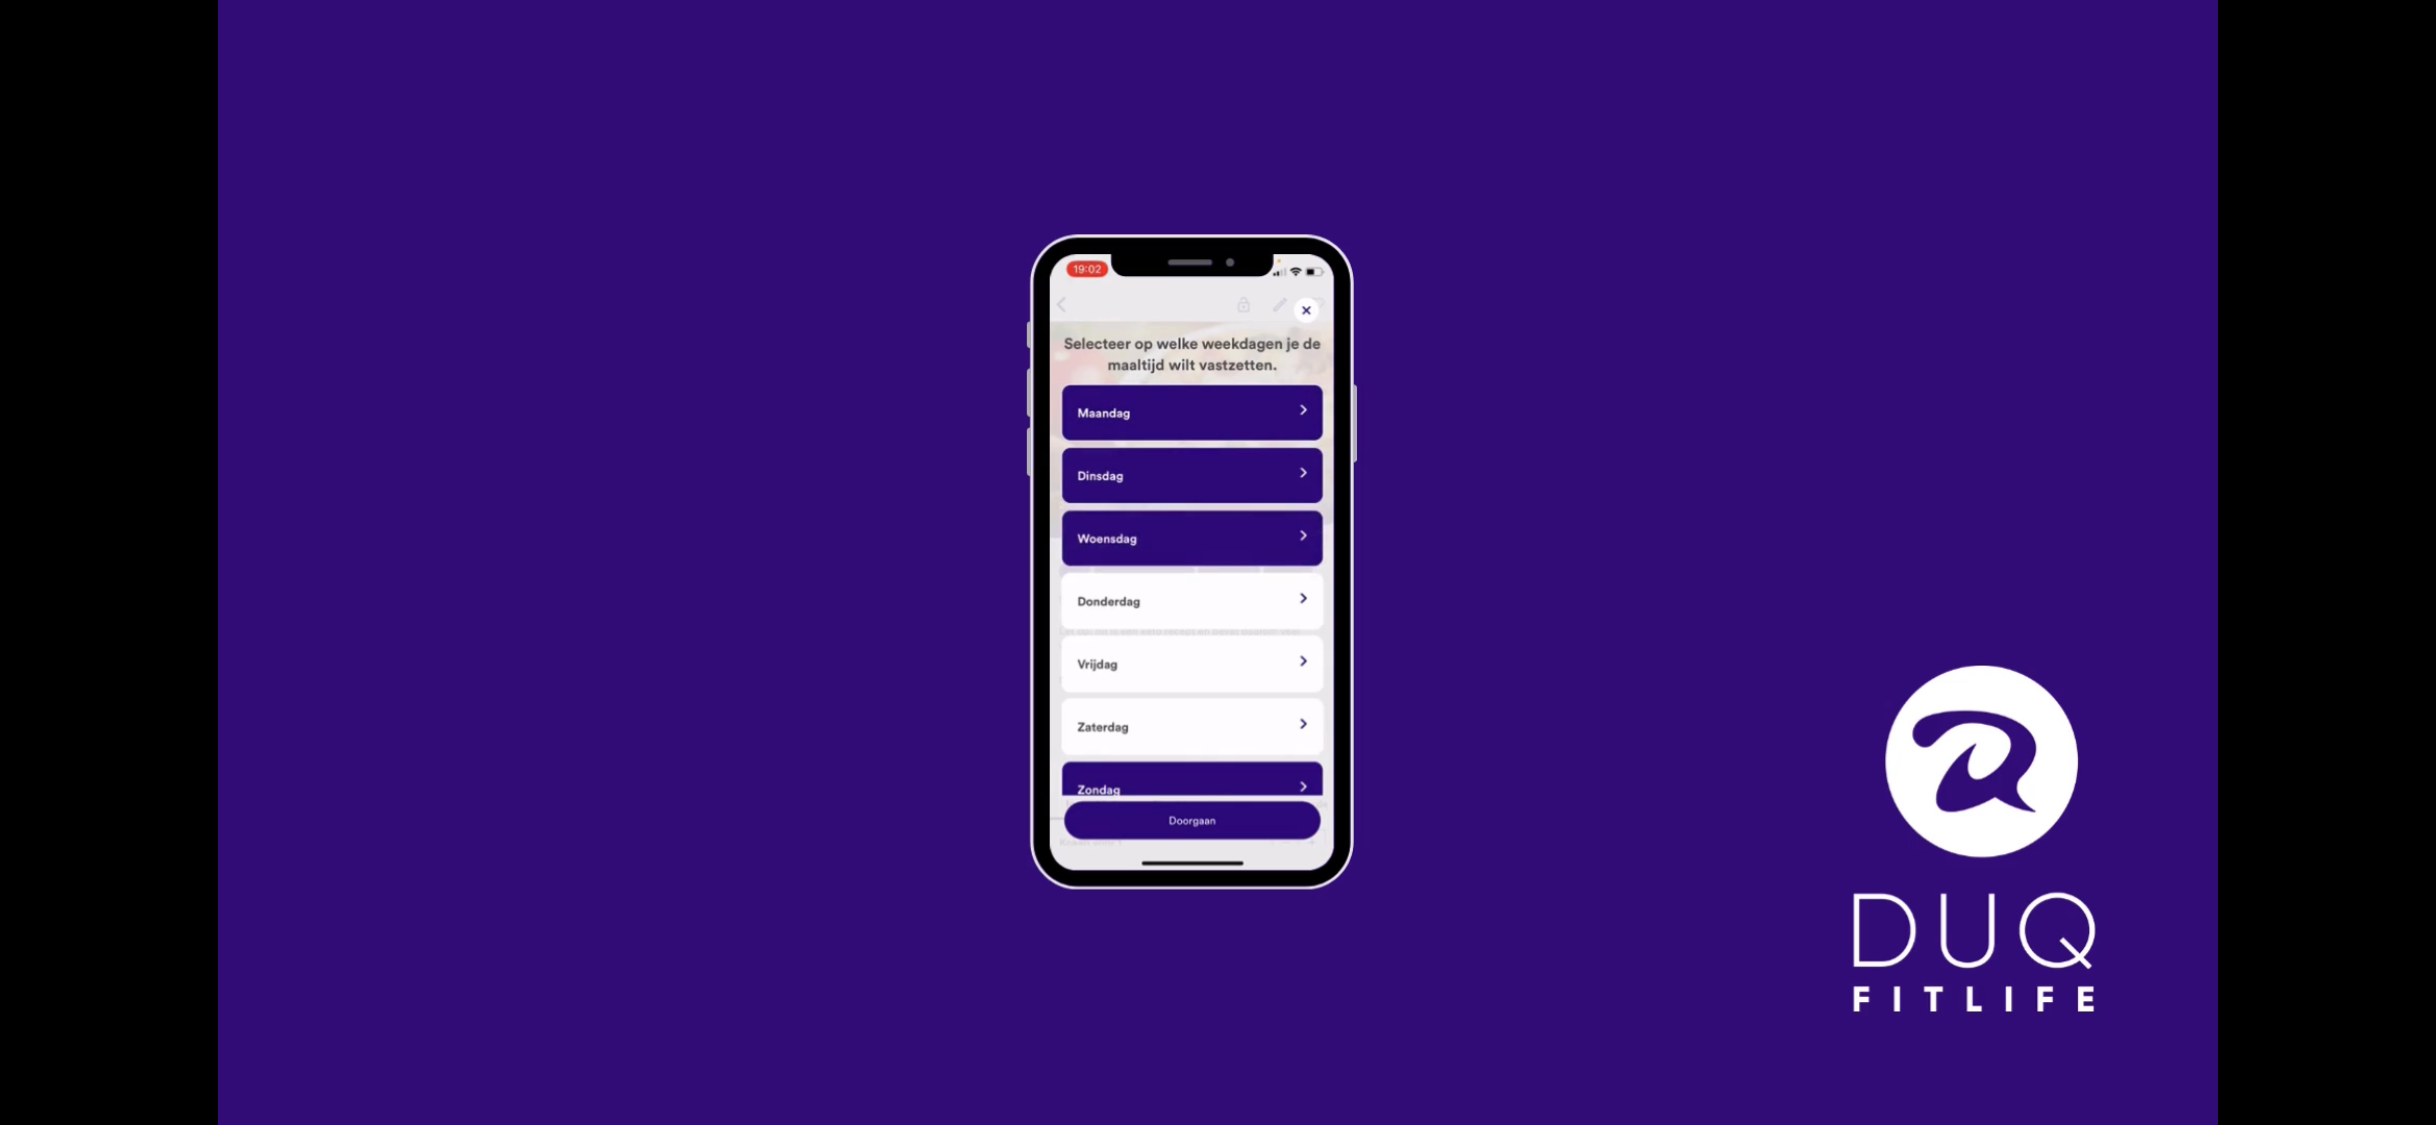 19:02
Selecteer op welke weekdagen je de
maaltijd wilt vastzetten.
Maandag
Dinsdag
Woensdag
Donderdag
Vrijdag
Zaterdag
Zondag
Doorgaan
DUQ
FITLIFE